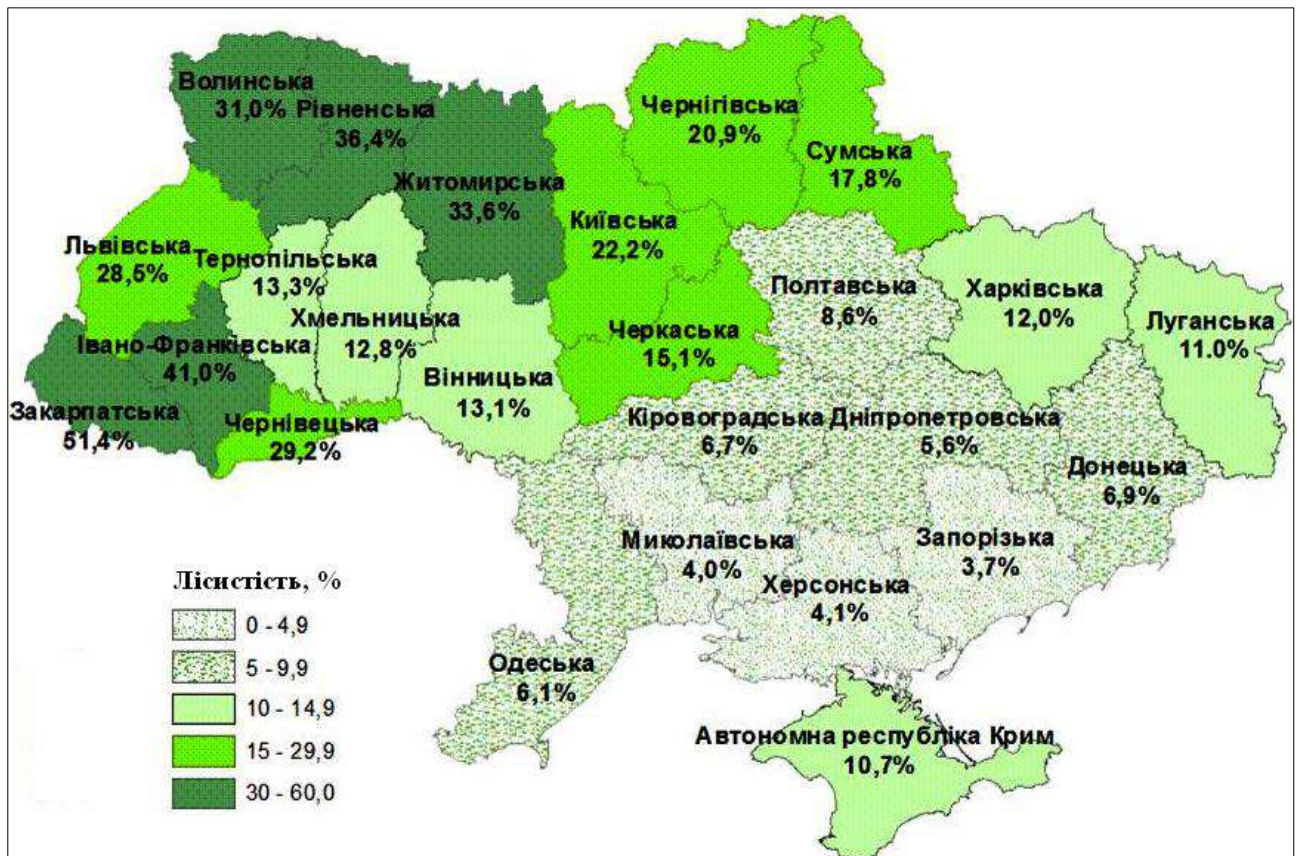 Волинська
31,0%
Рівненська
36,4%
Житомирська
33,6%
Чернігівська
20,9%
Сумська
17,8%
Київська
22,2%
Львівська
28,5%
Тернопільська
13,3%
Хмельницька
12,8%
Вінницька
13,1%
Черкаська
15,1%
Полтавська
8,6%
Харківська
12,0%
Луганська
11.0%
Івано-Франківська
41,0%
Закарпатська
51,4%
Чернівецька
29,2%
Кіровоградська
6,7%
Дніпропетровська
5,6%
Донецька
6,9%
Миколаївська
4,0%
Херсонська
4,1%
Запорізька
3,7%
Одеська
6,1%
Автономна республіка Крим
10,7%
Лісистість, %
0 - 4,9
5 - 9,9
10 - 14,9
15 - 29,9
30 - 60,0